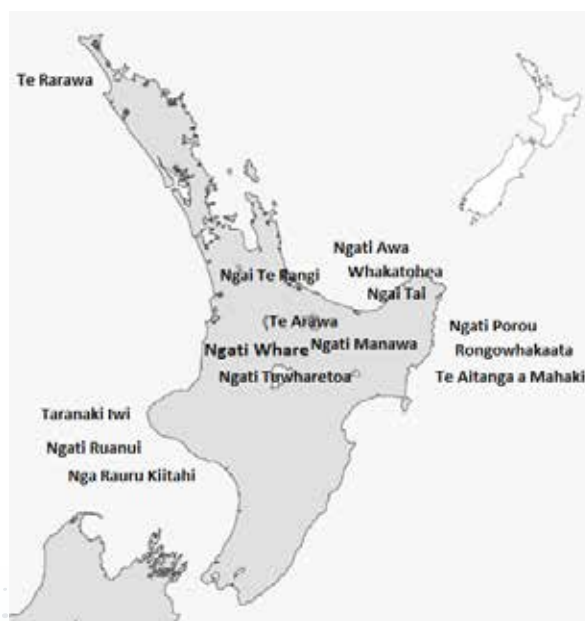 Te Rarawa
Ngati Awa
Ngai Te Rangi
Whakatohea
Ngai Tai
Te Arawa
Ngati Porou
Ngati Whare
Ngati Manawa
Rongowhakaata
Ngati Tuwharetoa
Te Aitanga a Mahaki
Taranaki Iwi
Ngati Ruanui
Nga Rauru Kiitahi